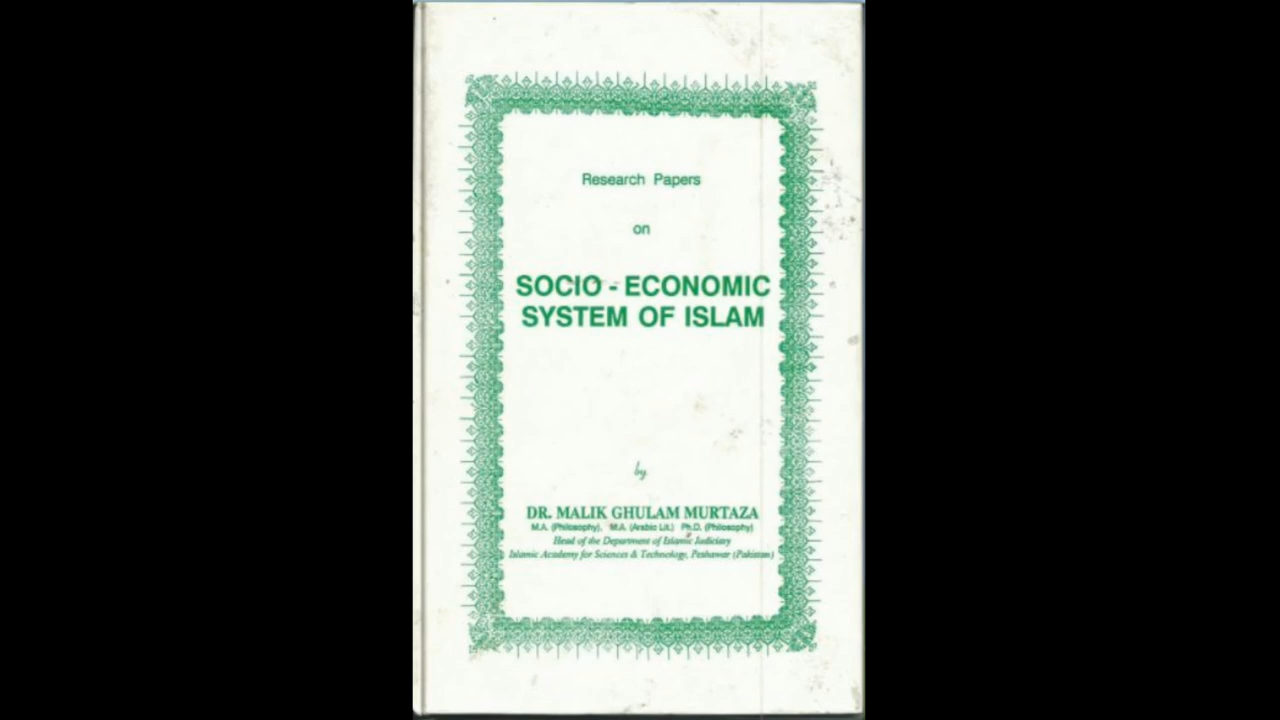 Research Papers
on
SOCIO - ECONOMIC
SYSTEM OF ISLAM
by
DR. MALIK GHULAM MURTAZA
M.A. (Philosophy), M.A. (Arabic Lit.) Ph.D. (Philosophy)
Head of the Department of Islamic Judiciary
Islamic Academy for Sciences & Technology, Peshawar (Pakistan)